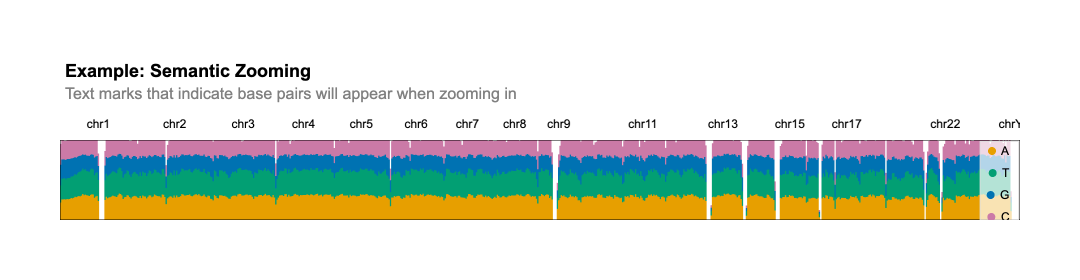 Example: Semantic Zooming
Text marks that indicate base pairs will appear when zooming in
chr1 chr2 chr3 chr4 chr5 chr6 chr7 chr8 chr9 chr11 chr13 chr15 chr17 chr22 chrY
A
T
G
C